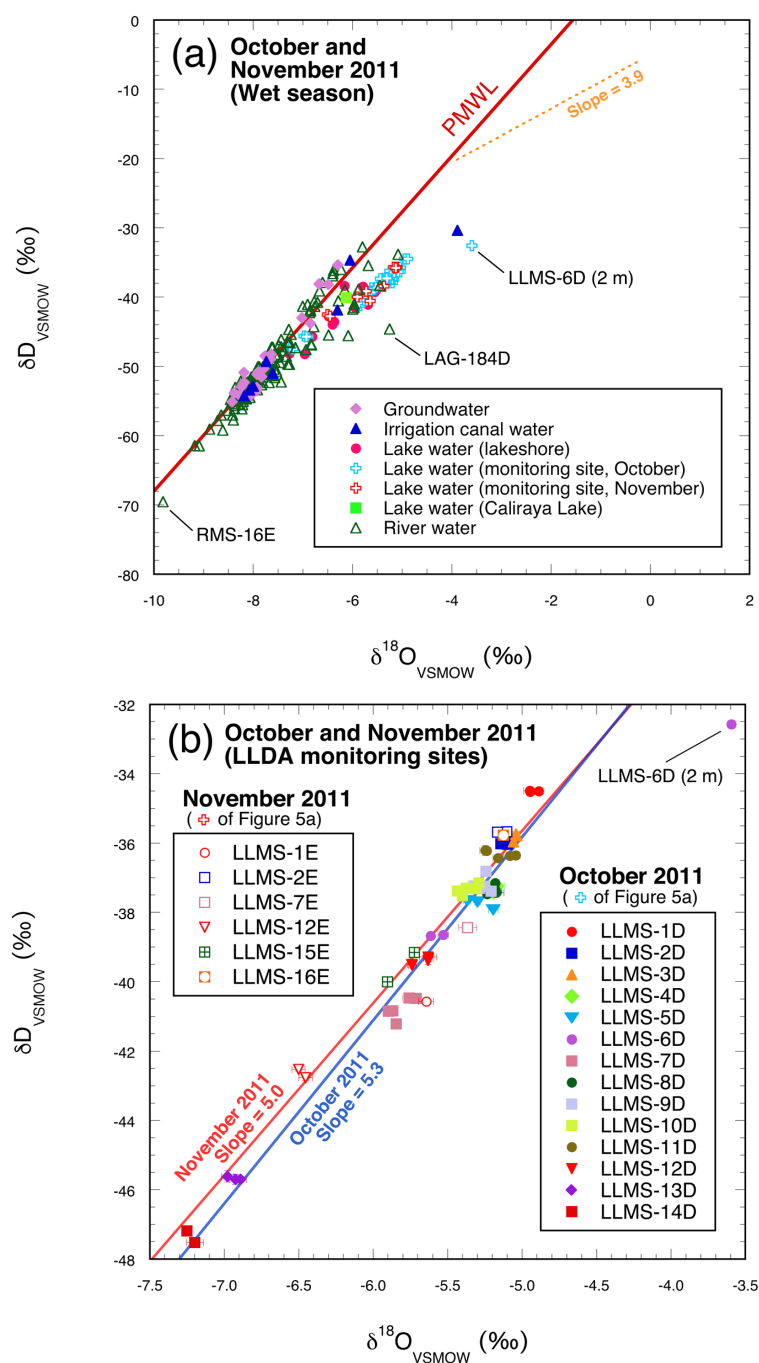 (a) October and
November 2011
(Wet season)
PMWL
Slope = 3.9
LLMS-6D (2 m)
LAG-184D
RMS-16E
Groundwater
Irrigation canal water
Lake water (lakeshore)
Lake water (monitoring site, October)
Lake water (monitoring site, November)
Lake water (Caliraya Lake)
River water
0
-10
-20
-30
-40
-50
-60
-70
-80
δD VSMOW (‰)
-10 -8 -6 -4 -2 0 2
δ18O VSMOW (‰)
(b) October and November 2011
(LLDA monitoring sites)
LLMS-6D (2 m)
November 2011
( of Figure 5a)
LLMS-1E
LLMS-2E
LLMS-7E
LLMS-12E
LLMS-15E
LLMS-16E
October 2011
( of Figure 5a)
LLMS-1D
LLMS-2D
LLMS-3D
LLMS-4D
LLMS-5D
LLMS-6D
LLMS-7D
LLMS-8D
LLMS-9D
LLMS-10D
LLMS-11D
LLMS-12D
LLMS-13D
LLMS-14D
November 2011
Slope = 5.0
October 2011
Slope = 5.3
-32
-34
-36
-38
-40
-42
-44
-46
-48
δD VSMOW (‰)
-7.5 -7.0 -6.5 -6.0 -5.5 -5.0 -4.5 -4.0 -3.5
δ18O VSMOW (‰)